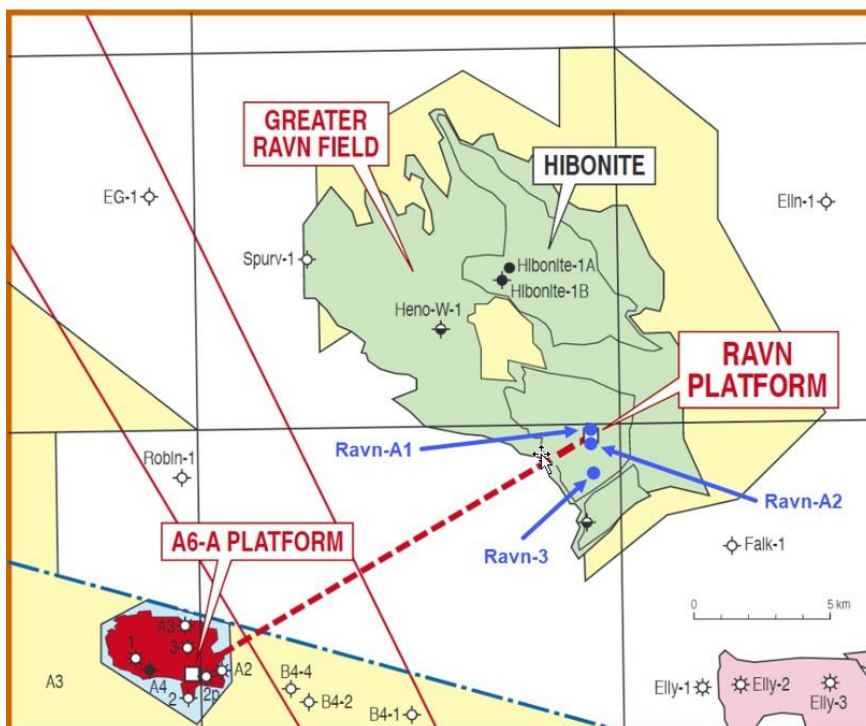 GREATER
RAVN FIELD
HIBONITE
EG-1
Elin-1
Spurv-1
Hibonite-1A
Hibonite-1B
Heno-W-1
RAVN
PLATFORM
Ravn-A1
Robin-1
Ravn-A2
A6-A PLATFORM
Ravn-3
Falk-1
0
5 km
A3
3
1
A3
A4
2
2p
A2
B4-4
B4-2
B4-1
Elly-1
Elly-2
Elly-3